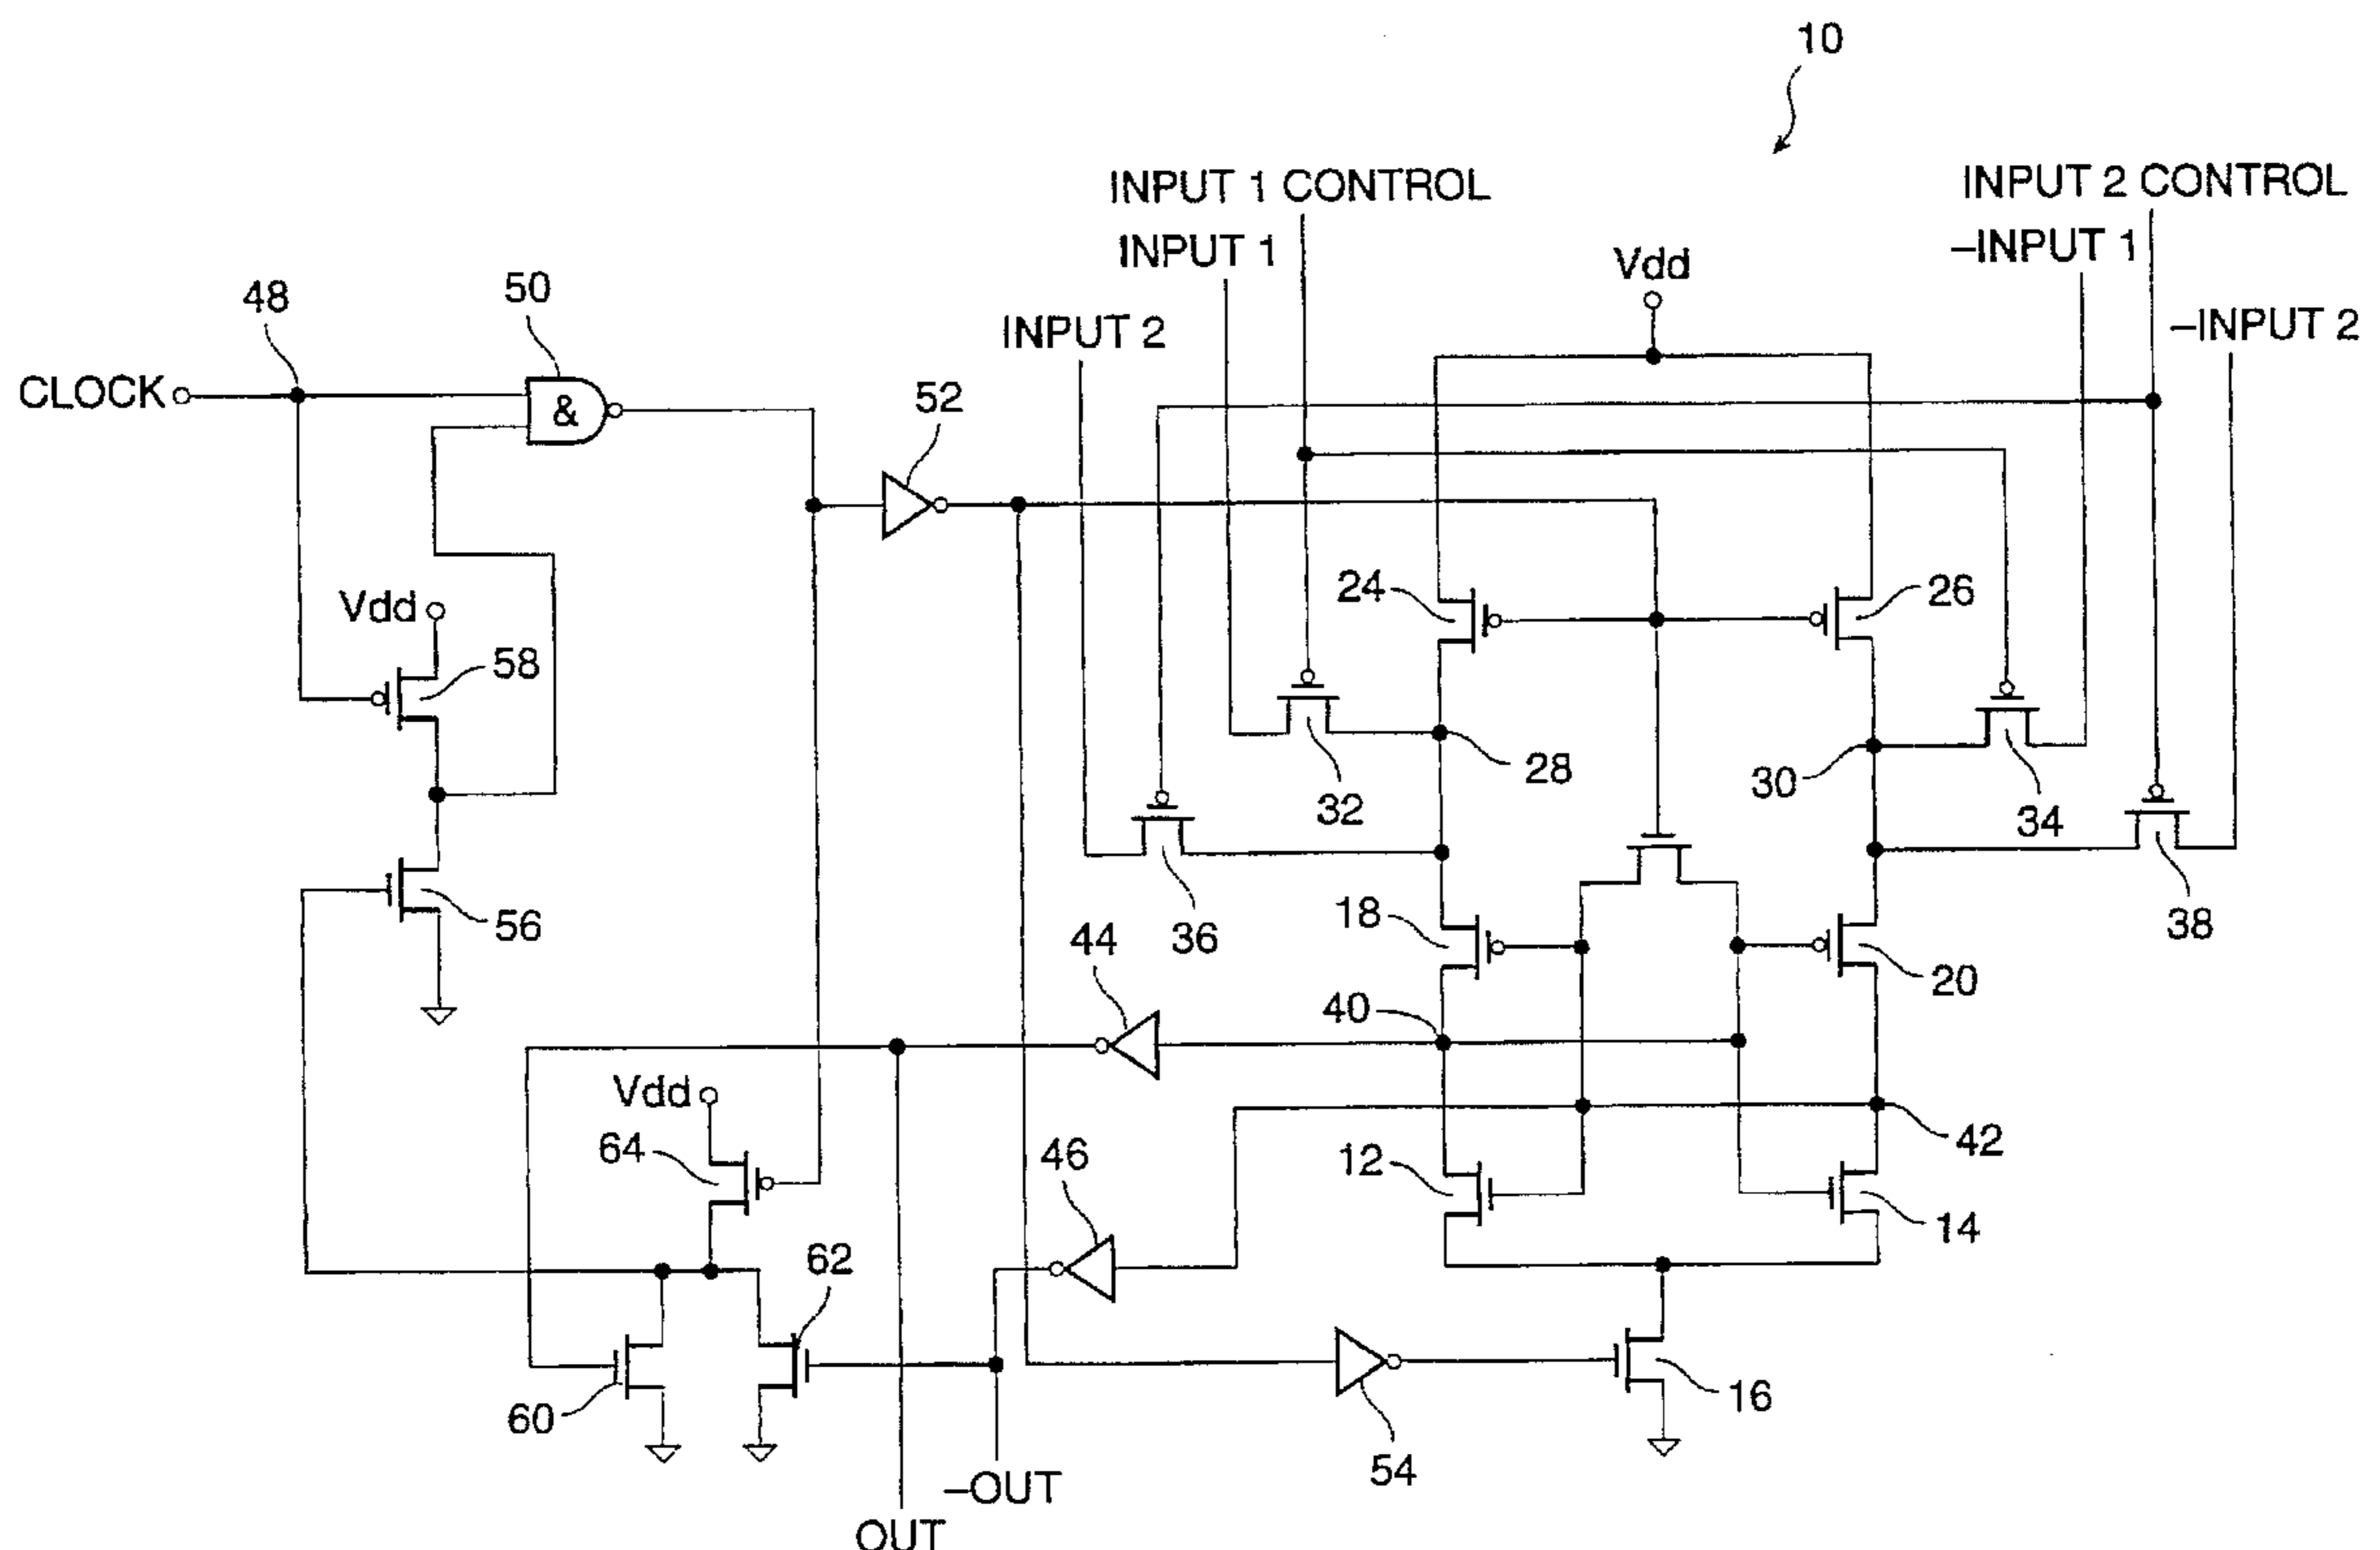 10
INPUT 1 CONTROL
INPUT 2 CONTROL
INPUT 1
–INPUT 1
Vdd
48
50
INPUT 2
–INPUT 2
CLOCK
&
52
Vdd
58
24
26
28
32
30
34
56
36
38
18
20
44
40
Vdd
64
46
12
42
14
62
60
16
54
–OUT
OUT